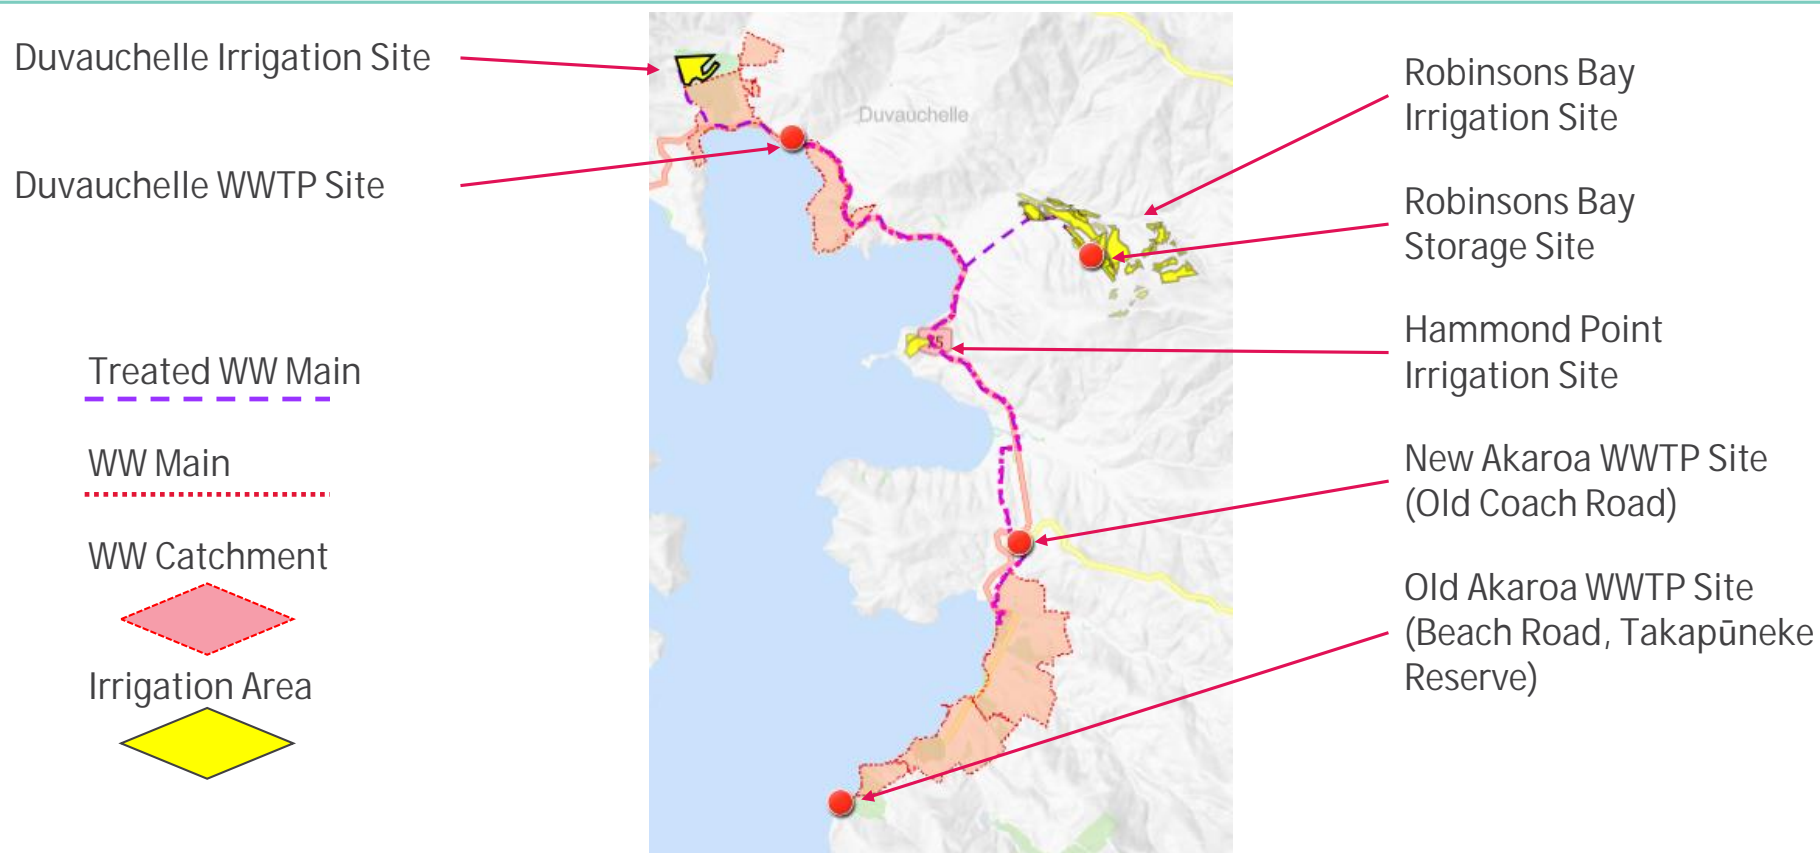 Duvauchelle Irrigation Site
Duvauchelle WWTP Site
Treated WW Main
WW Main
WW Catchment
Irrigation Area
Duvauchelle
Robinsons Bay
Irrigation Site
Robinsons Bay
Storage Site
Hammond Point
Irrigation Site
New Akaroa WWTP Site
(Old Coach Road)
Old Akaroa WWTP Site
(Beach Road, Takapūneke
Reserve)